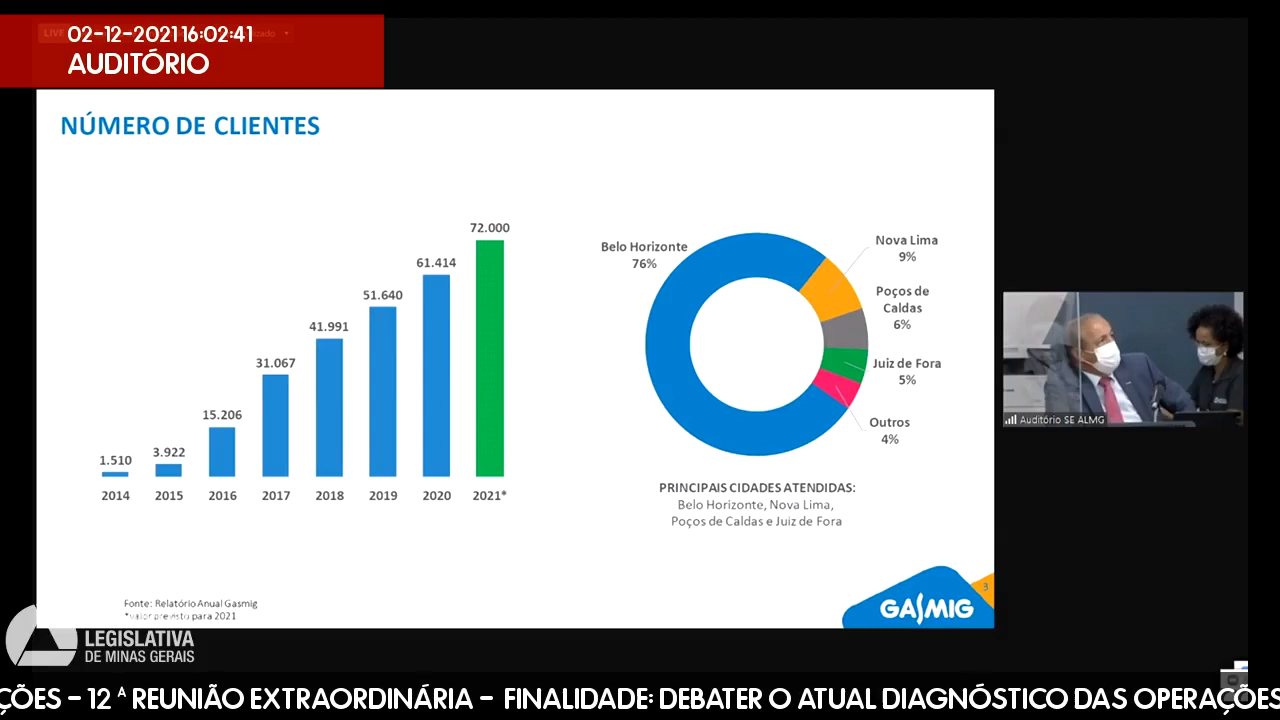 LIVE
02-12-2021 16:02:41
AUDITÓRIO
NÚMERO DE CLIENTES
72.000
61.414
51.640
41.991
31.067
15.206
3.922
1.510
2014 2015 2016 2017 2018 2019 2020 2021*
Belo Horizonte
76%
Nova Lima
9%
Poços de
Caldas
6%
Juiz de Fora
5%
Outros
4%
PRINCIPAIS CIDADES ATENDIDAS:
Belo Horizonte, Nova Lima,
Poços de Caldas e Juiz de Fora
Auditório SE ALMG
Fonte: Relatório Anual Gasmig
*valor previsto para 2021
3
GASMIG
LEGISLATIVA
DE MINAS GERAIS
ÇÕES - 12 ª REUNIÃO EXTRAORDINÁRIA - FINALIDADE: DEBATER O ATUAL DIAGNÓSTICO DAS OPERAÇÕES